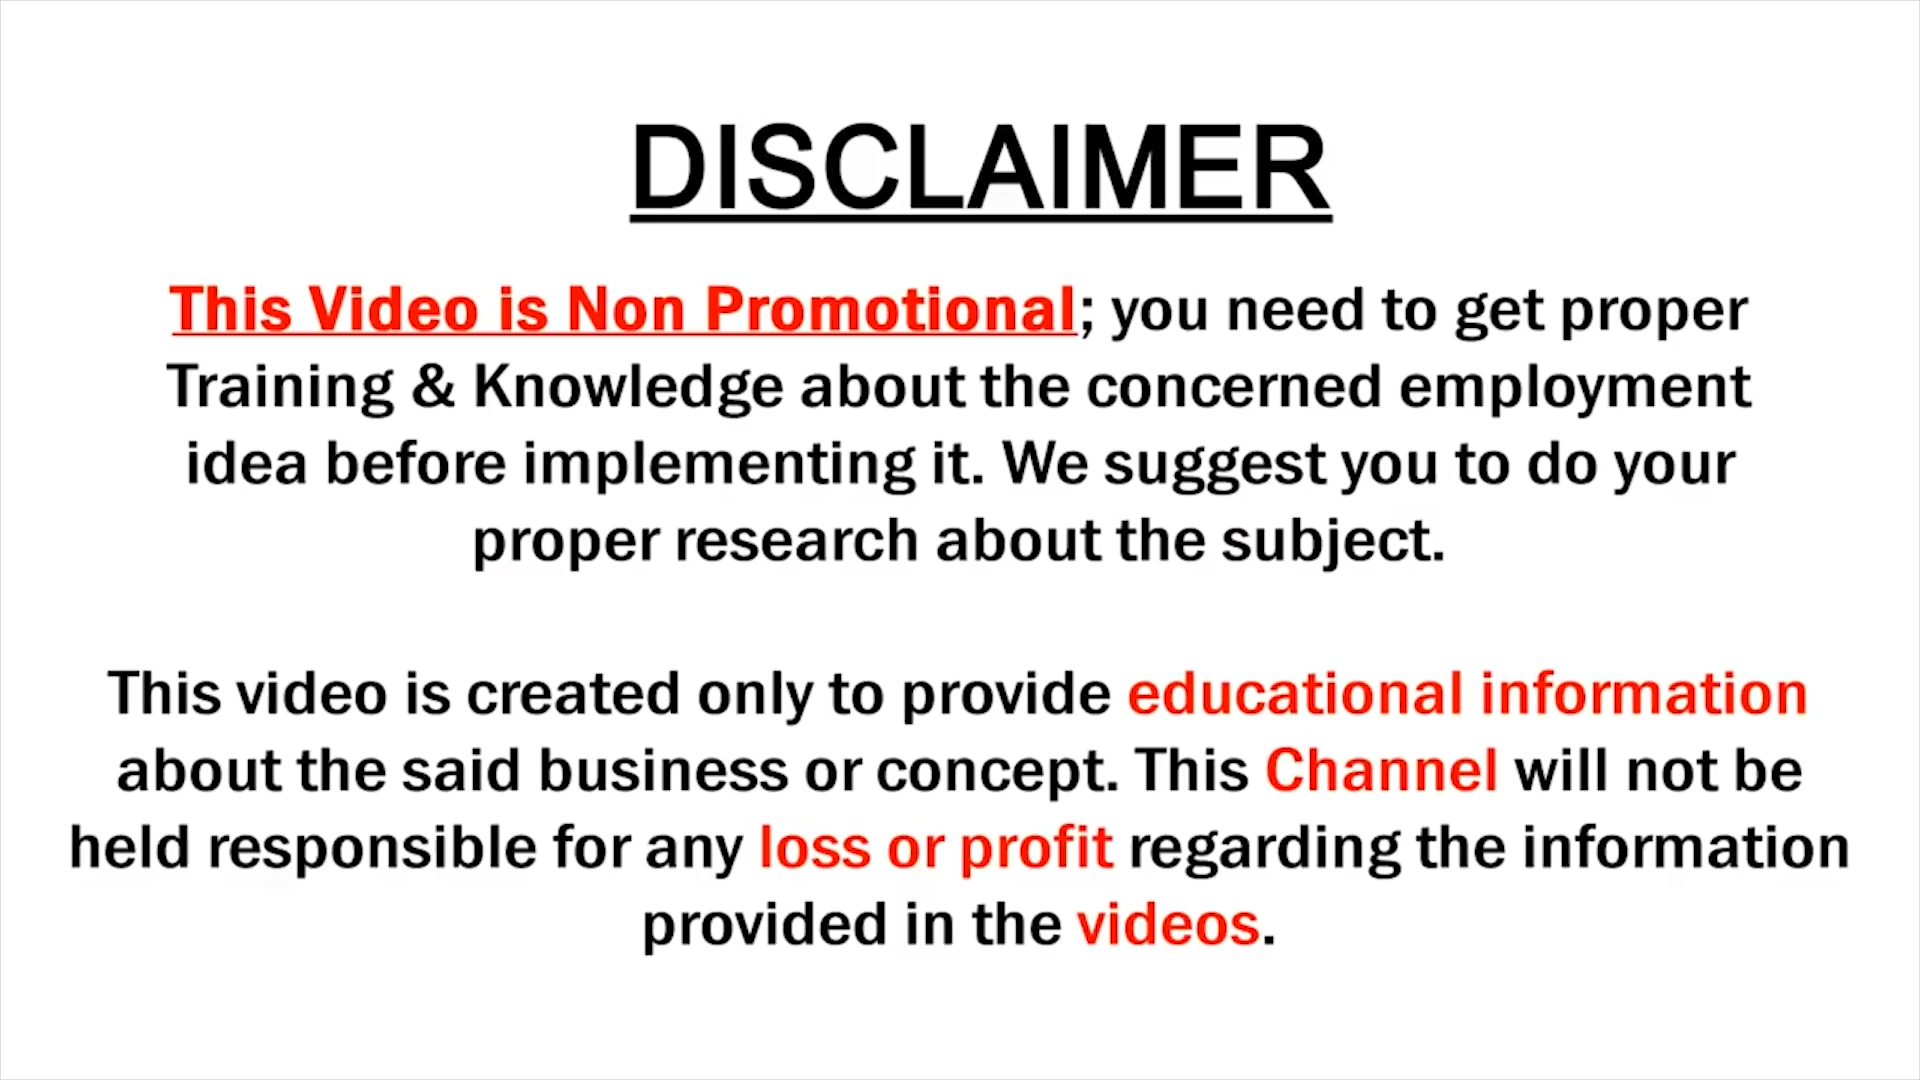 DISCLAIMER
This Video is Non Promotional; you need to get proper
Training & Knowledge about the concerned employment
idea before implementing it. We suggest you to do your
proper research about the subject.
This video is created only to provide educational information
about the said business or concept. This Channel will not be
held responsible for any loss or profit regarding the information
provided in the videos.